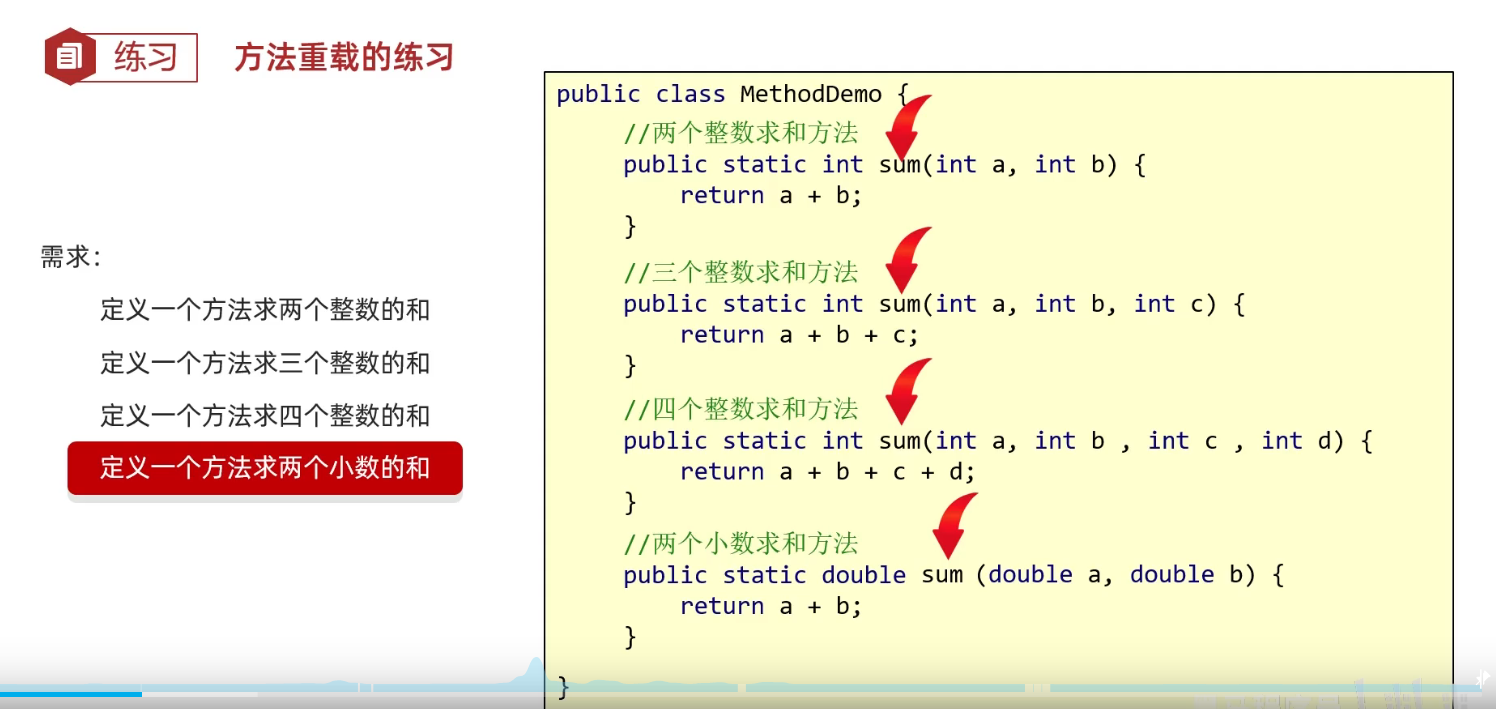 练习
方法重载的练习
需求：
定义一个方法求两个整数的和
定义一个方法求三个整数的和
定义一个方法求四个整数的和
定义一个方法求两个小数的和
public class MethodDemo {
//两个整数求和方法
public static int sum(int a, int b) {
return a + b;
}
//三个整数求和方法
public static int sum(int a, int b, int c) {
return a + b + c;
}
//四个整数求和方法
public static int sum(int a, int b , int c , int d) {
return a + b + c + d;
}
//两个小数求和方法
public static double sum (double a, double b) {
return a + b;
}
}